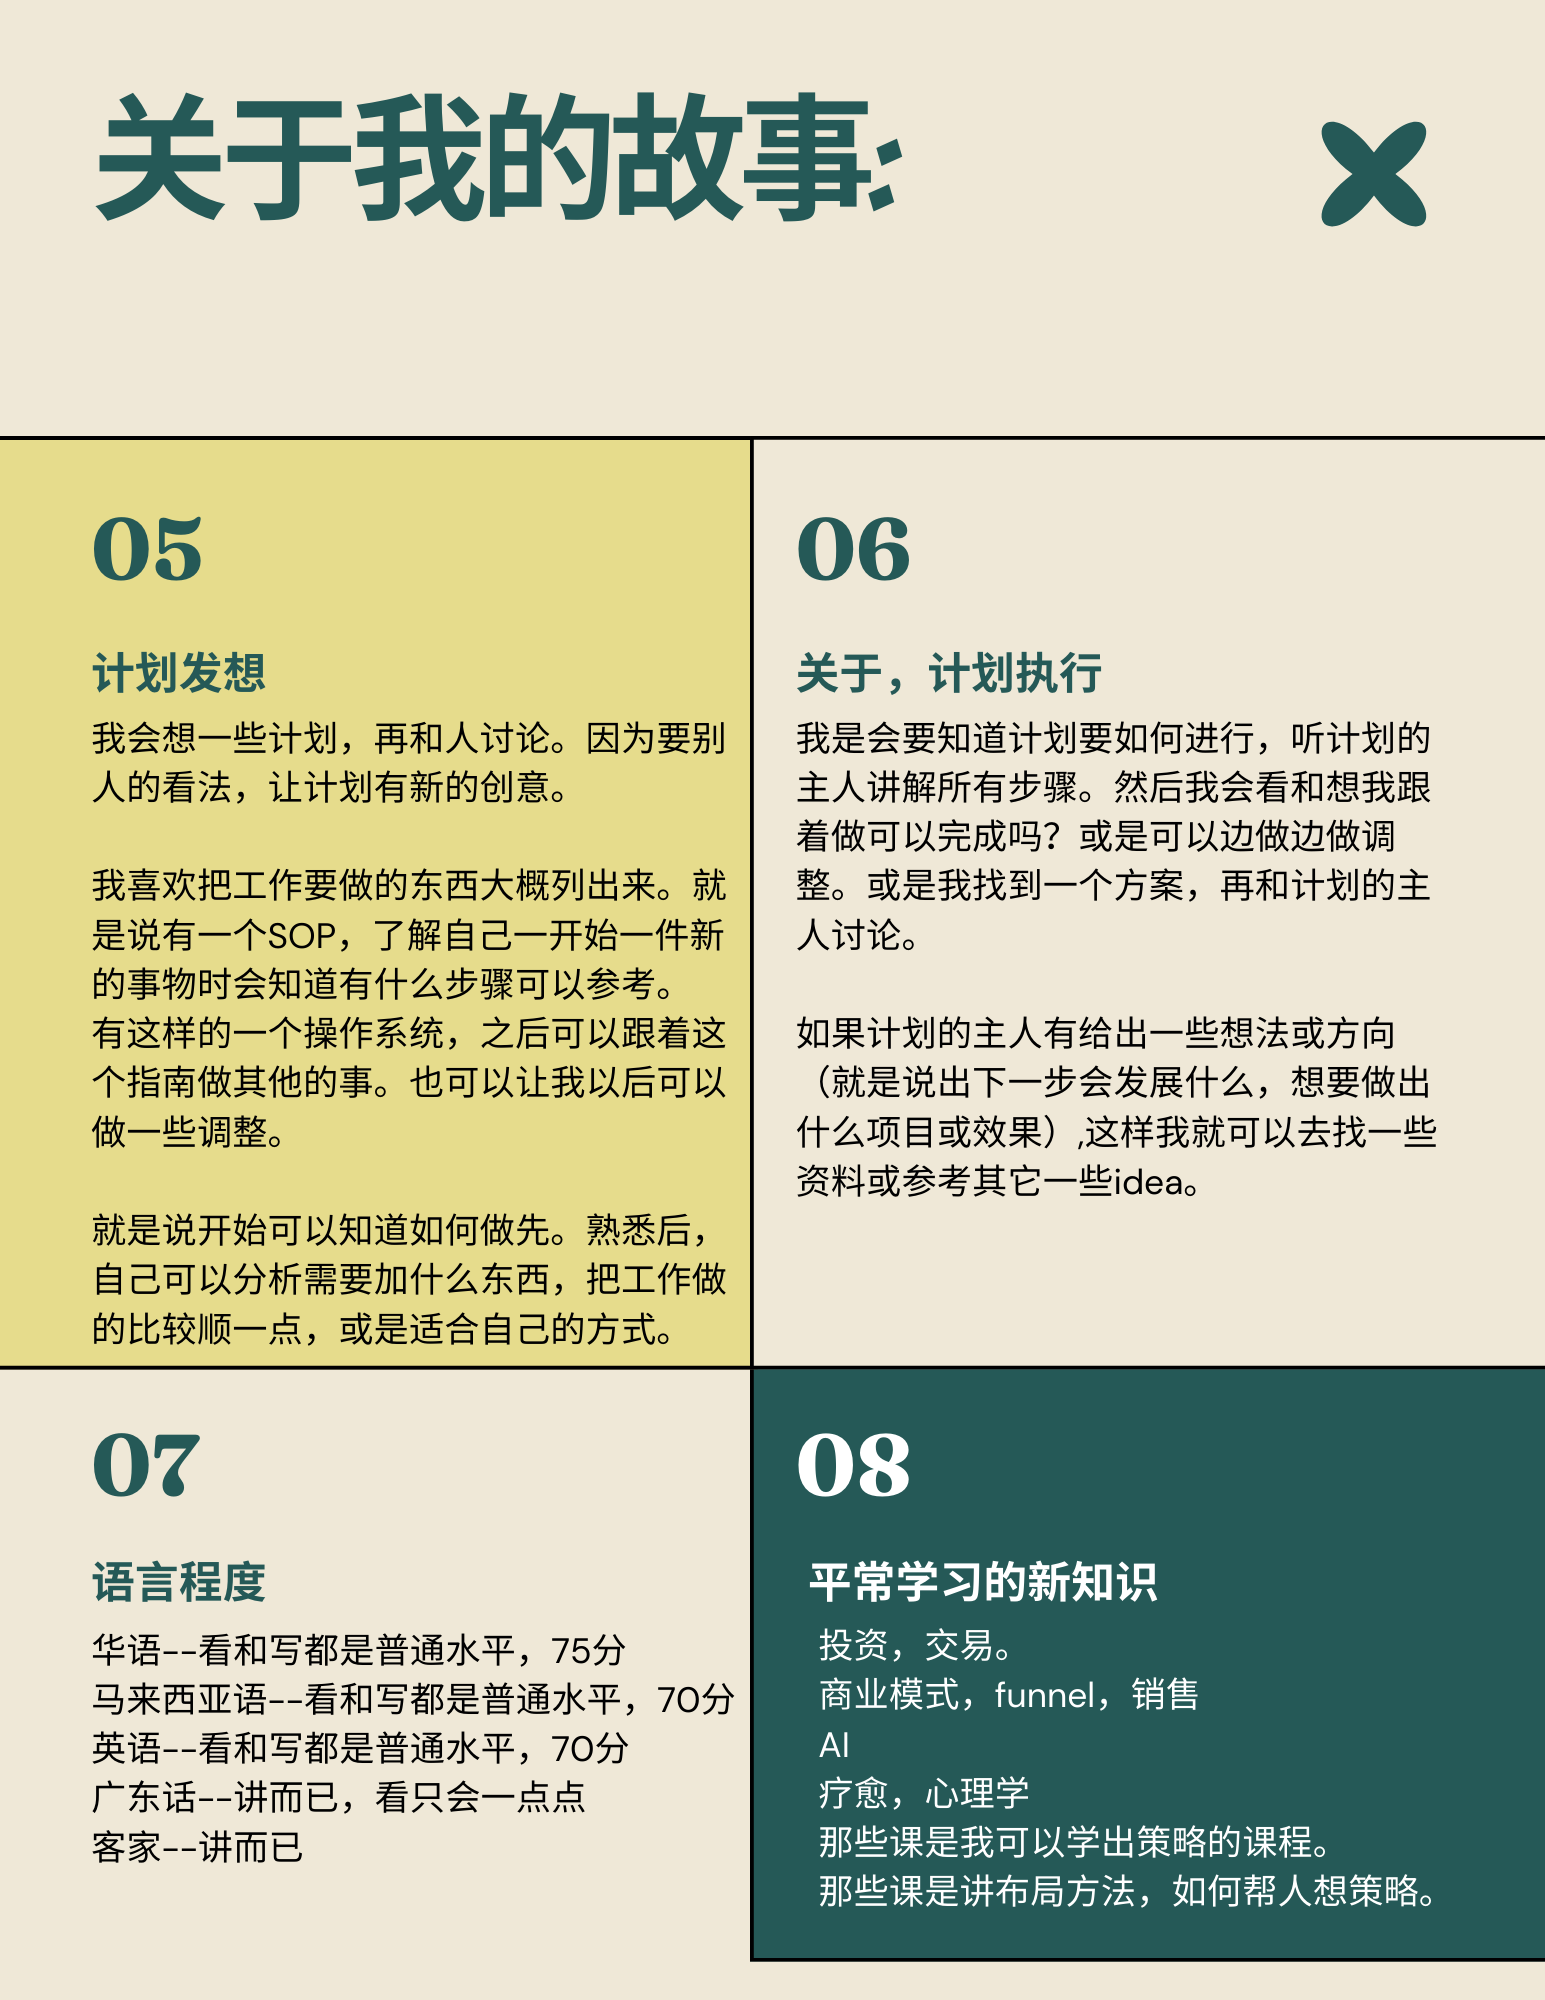 关于我的故事:
05
计划发想
我会想一些计划，再和人讨论。因为要别
人的看法，让计划有新的创意。
我喜欢把工作要做的东西大概列出来。就
是说有一个SOP，了解自己一开始一件新
的事物时会知道有什么步骤可以参考。
有这样的一个操作系统，之后可以跟着这
个指南做其他的事。也可以让我以后可以
做一些调整。
就是说开始可以知道如何做先。熟悉后，
自己可以分析需要加什么东西，把工作做
的比较顺一点，或是适合自己的方式。
06
关于，计划执行
我是会要知道计划要如何进行，听计划的
主人讲解所有步骤。然后我会看和想我跟
着做可以完成吗？或是可以边做边做调
整。或是我找到一个方案，再和计划的主
人讨论。
如果计划的主人有给出一些想法或方向
（就是说出下一步会发展什么，想要做出
什么项目或效果）,这样我就可以去找一些
资料或参考其它一些idea。
07
语言程度
华语--看和写都是普通水平，75分
马来西亚语--看和写都是普通水平，70分
英语--看和写都是普通水平，70分
广东话--讲而已，看只会一点点
客家--讲而已
08
平常学习的新知识
投资，交易。
商业模式，funnel，销售
AI
疗愈，心理学
那些课是我可以学出策略的课程。
那些课是讲布局方法，如何帮人想策略。